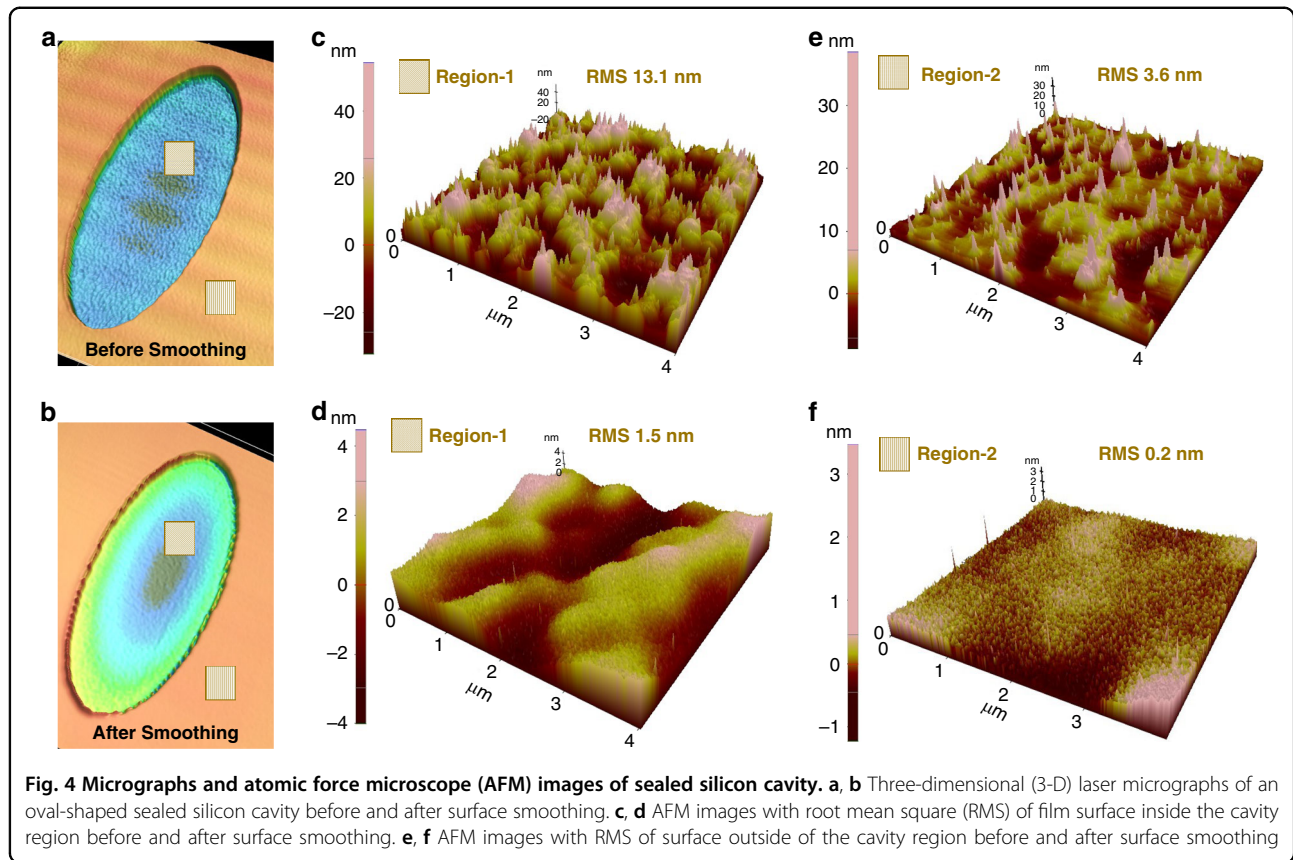 a
Before Smoothing
b
After Smoothing
c
nm
40
20
0
−20
Region-1 RMS 13.1 nm
nm
40
20
−20
0
0
1
2
3
4
μm
d
nm
4
2
0
−2
−4
Region-1 RMS 1.5 nm
nm
4
2
0
0
0
1
2
3
4
μm
e
nm
30
20
10
0
Region-2 RMS 3.6 nm
nm
30
20
10
0
0
0
1
2
3
4
μm
f
nm
3
2
1
0
−1
Region-2 RMS 0.2 nm
nm
3
2
1
0
0
0
1
2
3
μm
Fig. 4 Micrographs and atomic force microscope (AFM) images of sealed silicon cavity. a, b Three-dimensional (3-D) laser micrographs of an
oval-shaped sealed silicon cavity before and after surface smoothing. c, d AFM images with root mean square (RMS) of film surface inside the cavity
region before and after surface smoothing. e, f AFM images with RMS of surface outside of the cavity region before and after surface smoothing